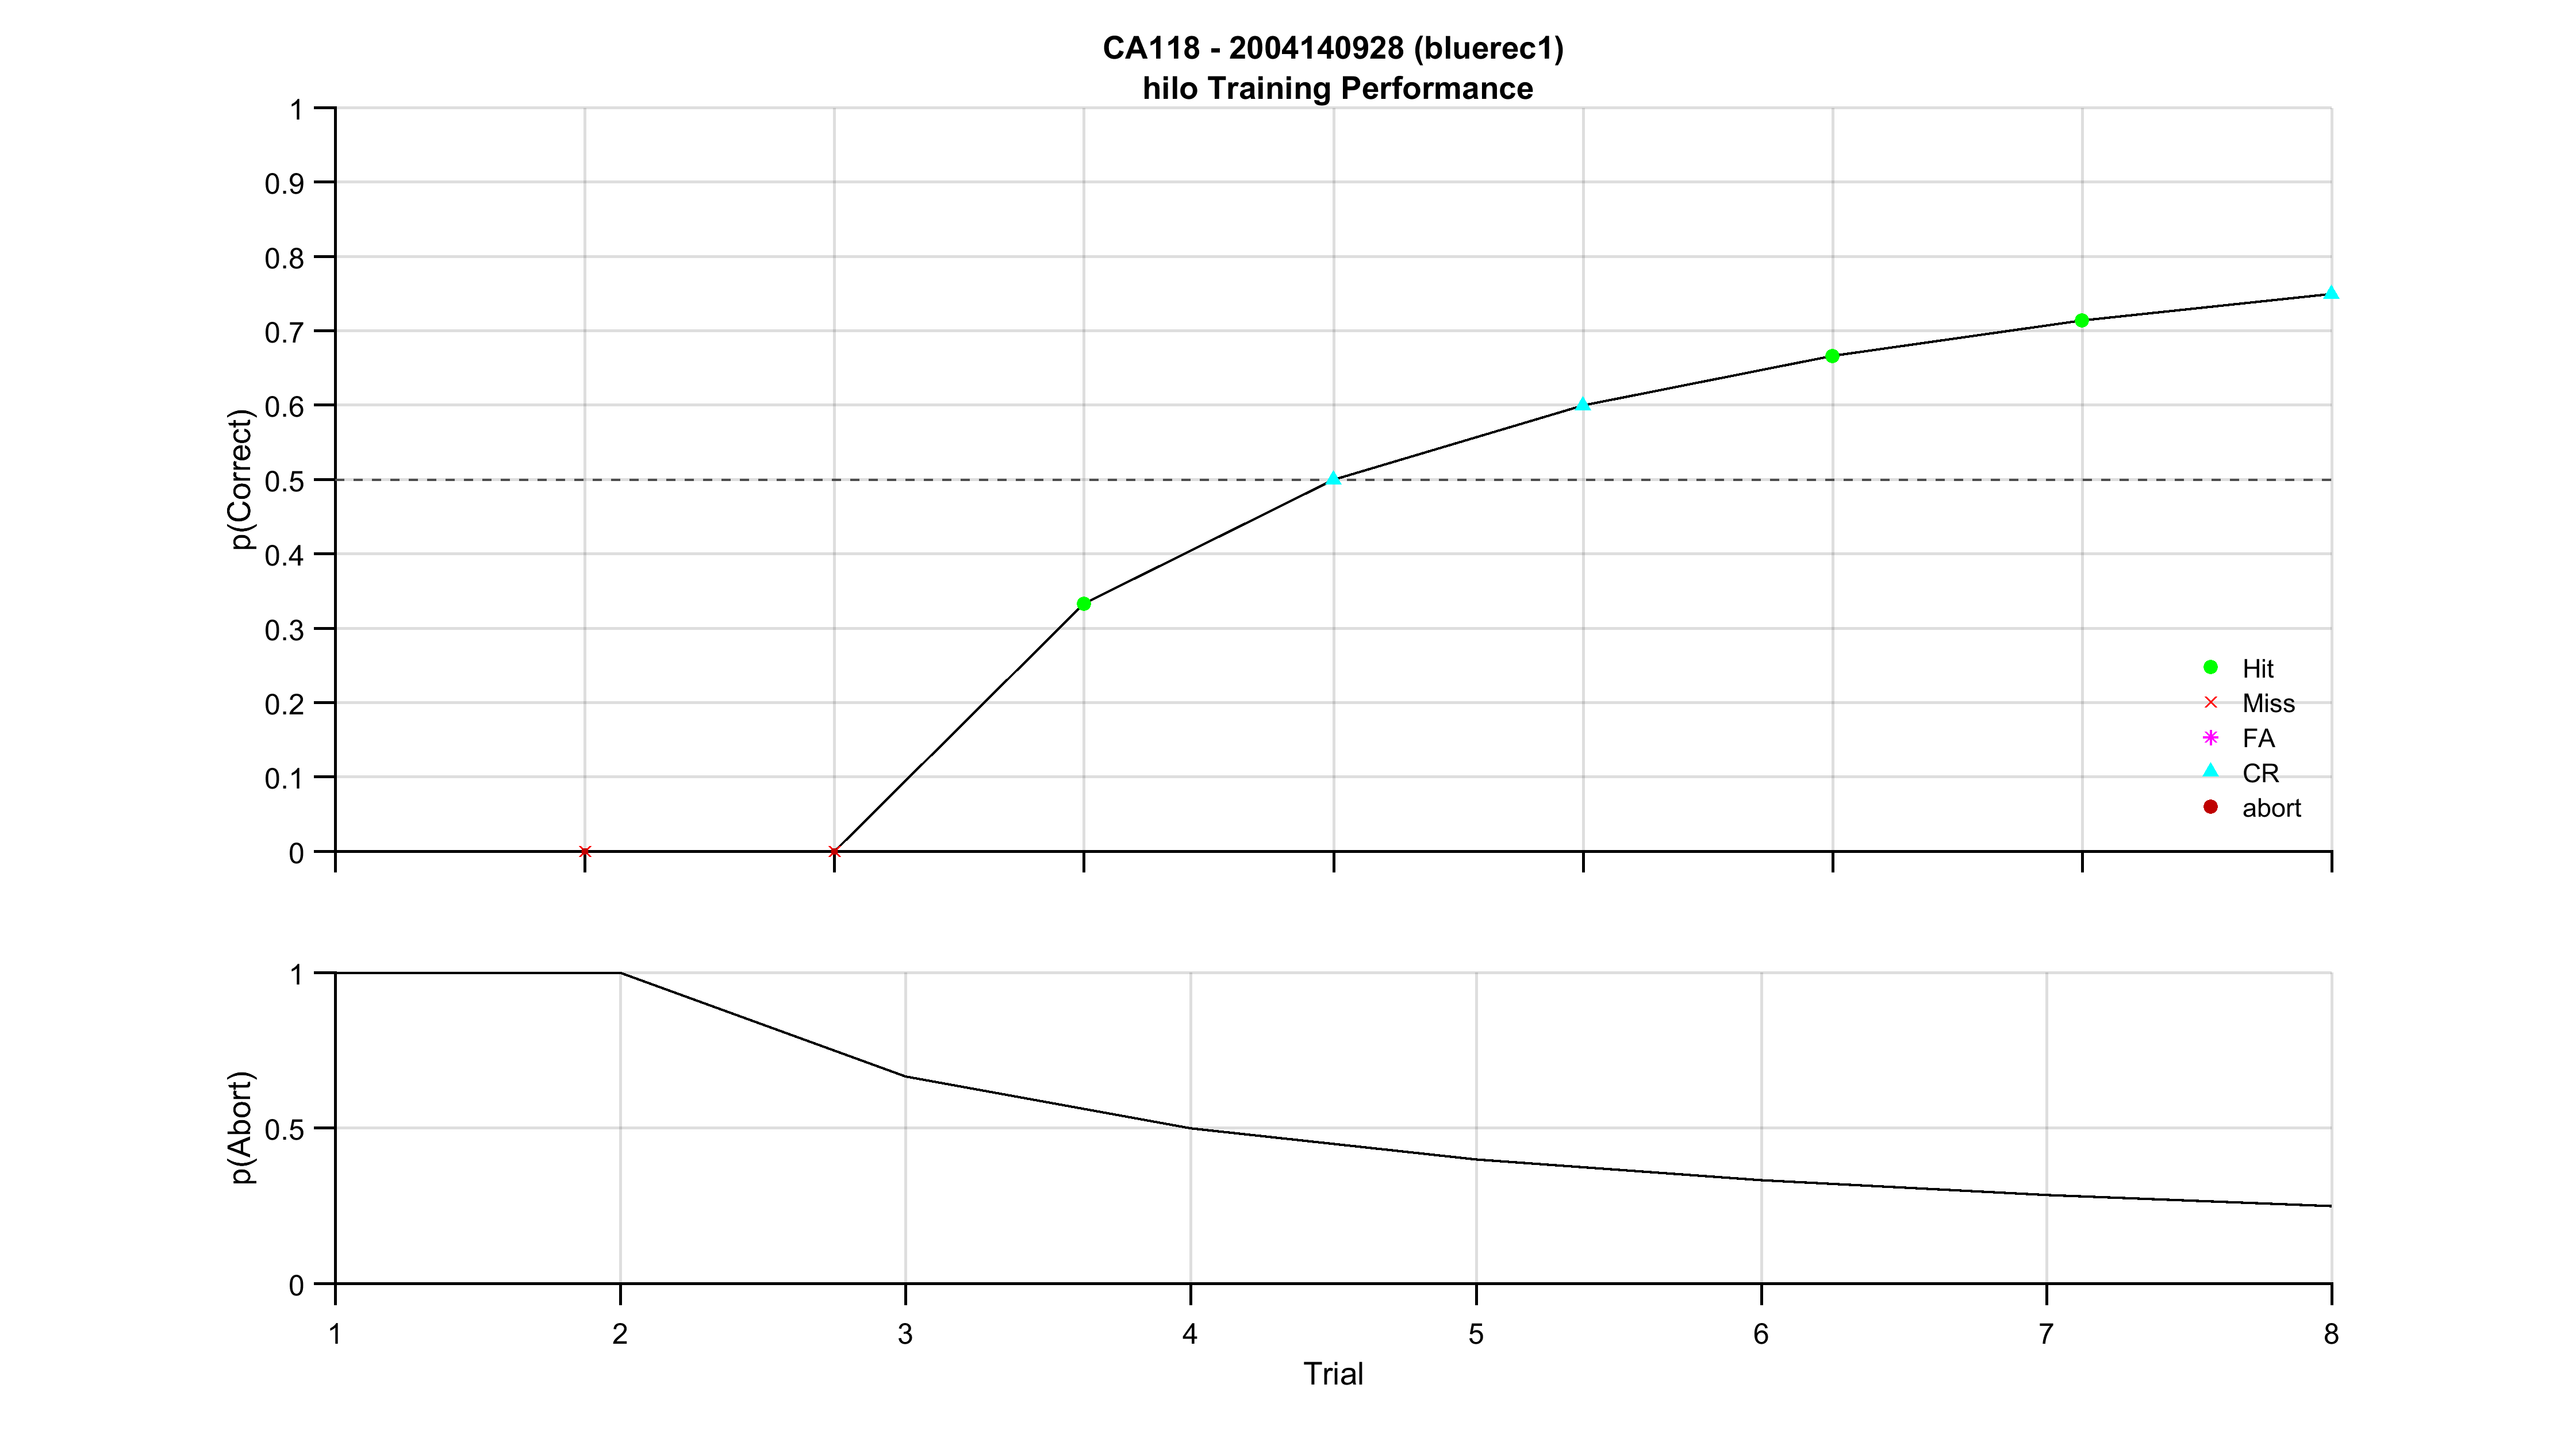 CA118 - 2004140928 (bluerec1)
hilo Training Performance
1
0.9
0.8
0.7
0.6
0.5
0.4
0.3
0.2
0.1
0
p(Correct)
Hit
Miss
FA
CR
abort
1
0.5
0
p(Abort)
1 2 3 4 5 6 7 8
Trial